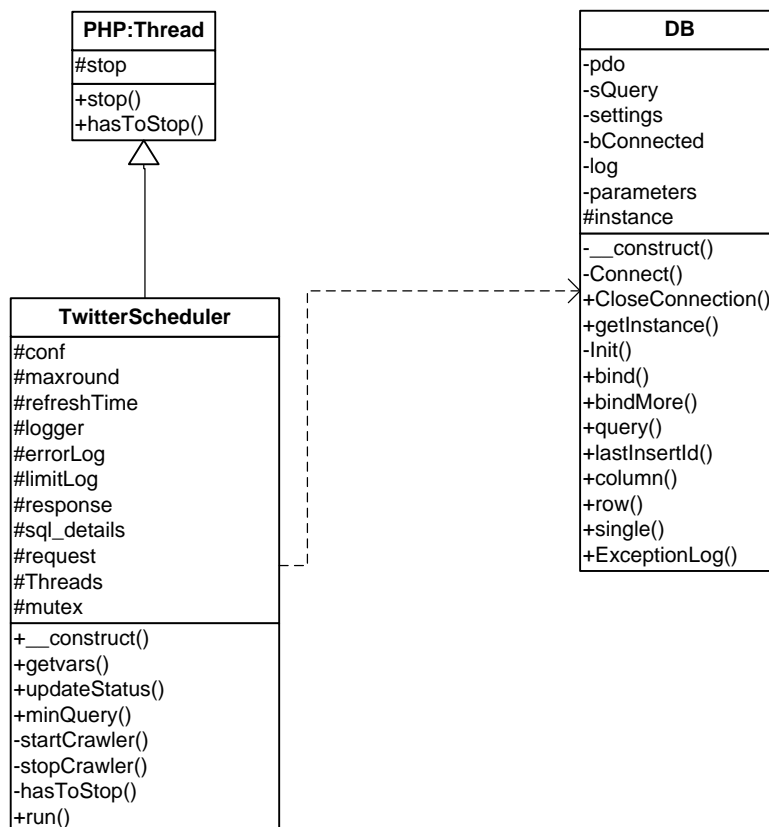 PHP:Thread
#stop
+stop()
+hasToStop()
DB
-pdo
-sQuery
-settings
-bConnected
-log
-parameters
#instance
-__construct()
-Connect()
+CloseConnection()
+getInstance()
-Init()
+bind()
+bindMore()
+query()
+lastInsertId()
+column()
+row()
+single()
+ExceptionLog()
TwitterScheduler
#conf
#maxround
#refreshTime
#logger
#errorLog
#limitLog
#response
#sql_details
#request
#Threads
#mutex
+__construct()
+getvars()
+updateStatus()
+minQuery()
-startCrawler()
-stopCrawler()
-hasToStop()
+run()